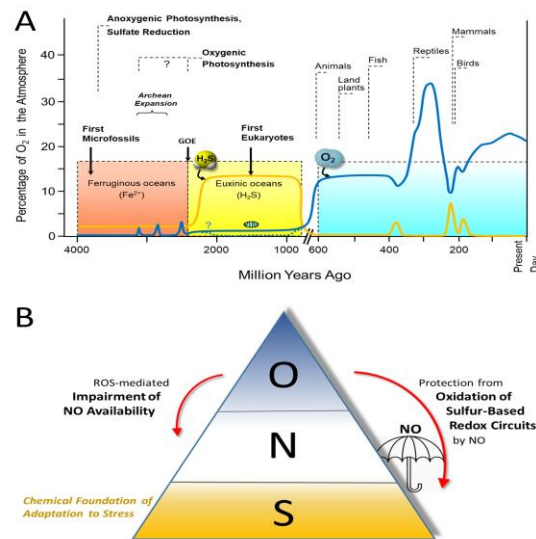 A
Anoxygenic Photosynthesis,
Sulfate Reduction
Oxygenic
Photosynthesis
?
Archean
Expansion
First
Microfossils
GOE
H₂S
First
Eukaryotes
Animals
Land
plants
Fish
Reptiles
Mammals
Birds
O₂
Ferruginous oceans
(Fe²⁺)
Euxinic oceans
(H₂S)
?
Percentage of O₂ in the Atmosphere
40
30
20
10
0
4000
3000
2000
1000
600
400
200
Present
Day
Million Years Ago
B
ROS-mediated
Impairment of
NO Availability
O
N
S
Protection from
Oxidation of
Sulfur-Based
Redox Circuits
by NO
NO
Chemical Foundation of
Adaptation to Stress